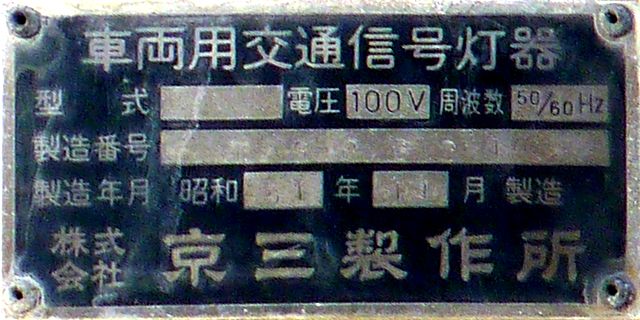 車両用交通信号灯器
型式 電圧 100V 周波数 50/60Hz
製造番号
製造年月 昭和 51 年 11 月 製造
株式会社 京三製作所